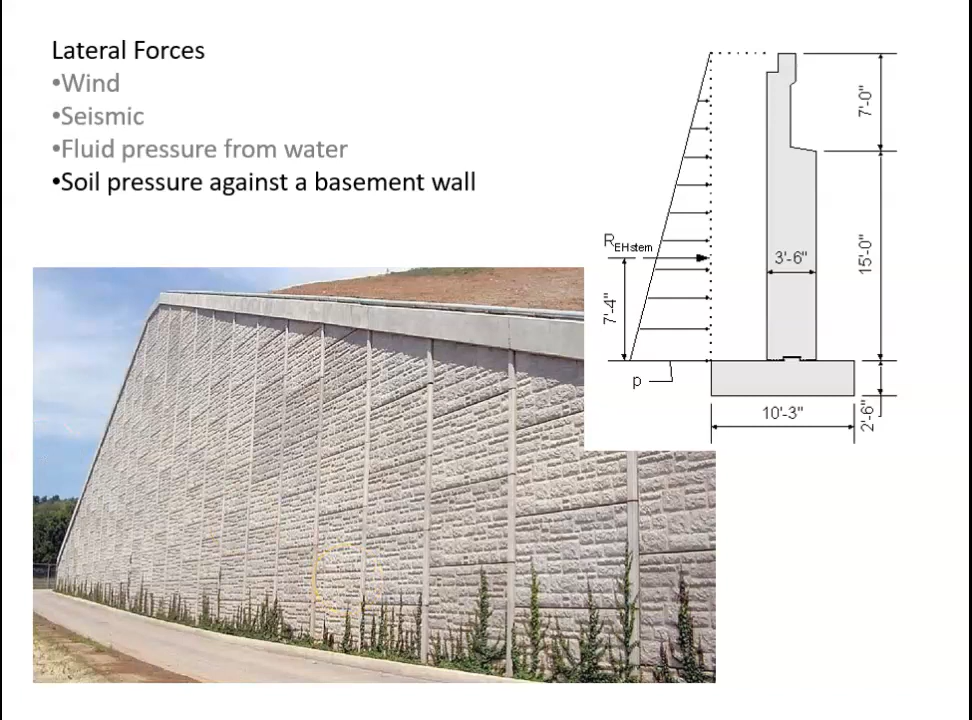 Lateral Forces
•Wind
•Seismic
•Fluid pressure from water
•Soil pressure against a basement wall
7'-0"
R EHstem
3'-6"
15'-0"
7'-4"
p
10'-3"
2'-6"